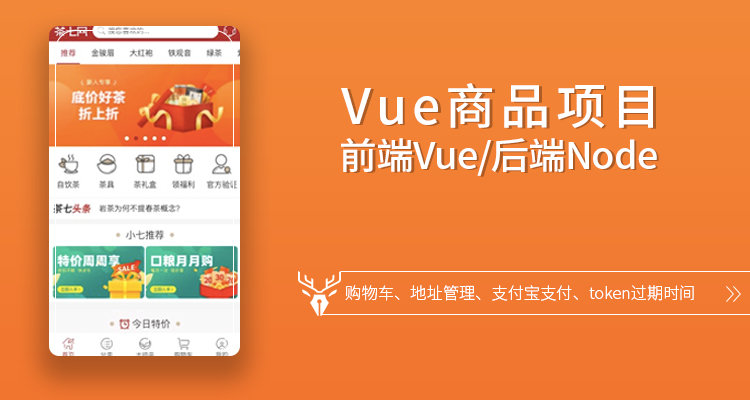 茶七网
搜您喜欢的...
推荐 金骏眉 大红袍 铁观音 绿茶
新人专享
底价好茶
折上折
自饮茶 茶具 茶礼盒 领福利 官方验证
茶七头条 岩茶为何不提春茶概念?
小七推荐
特价周周享 口粮月月购
SALE
今日特价
首页 分类 购物车 我的
Vue商品项目
前端Vue/后端Node
购物车、地址管理、支付宝支付、token过期时间